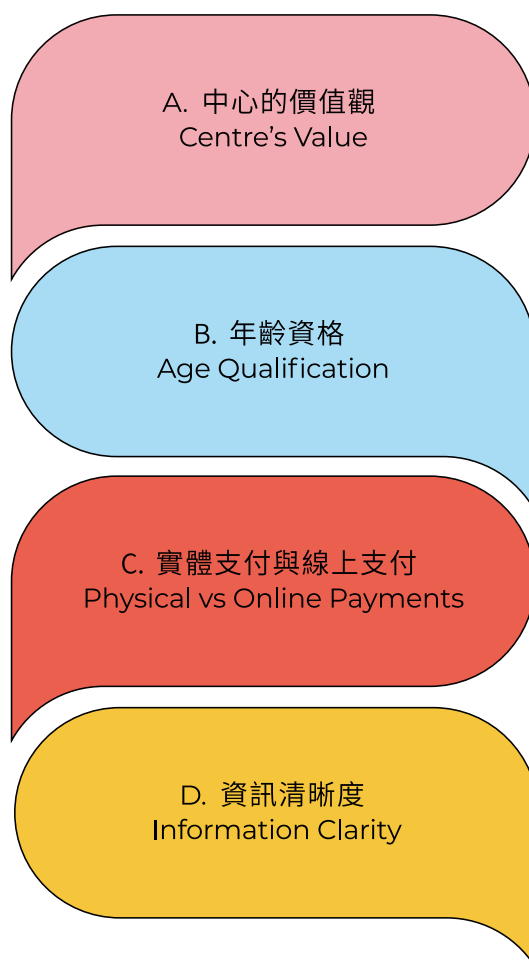 A. 中心的價值觀
Centre’s Value
B. 年齡資格
Age Qualification
C. 實體支付與線上支付
Physical vs Online Payments
D. 資訊清晰度
Information Clarity